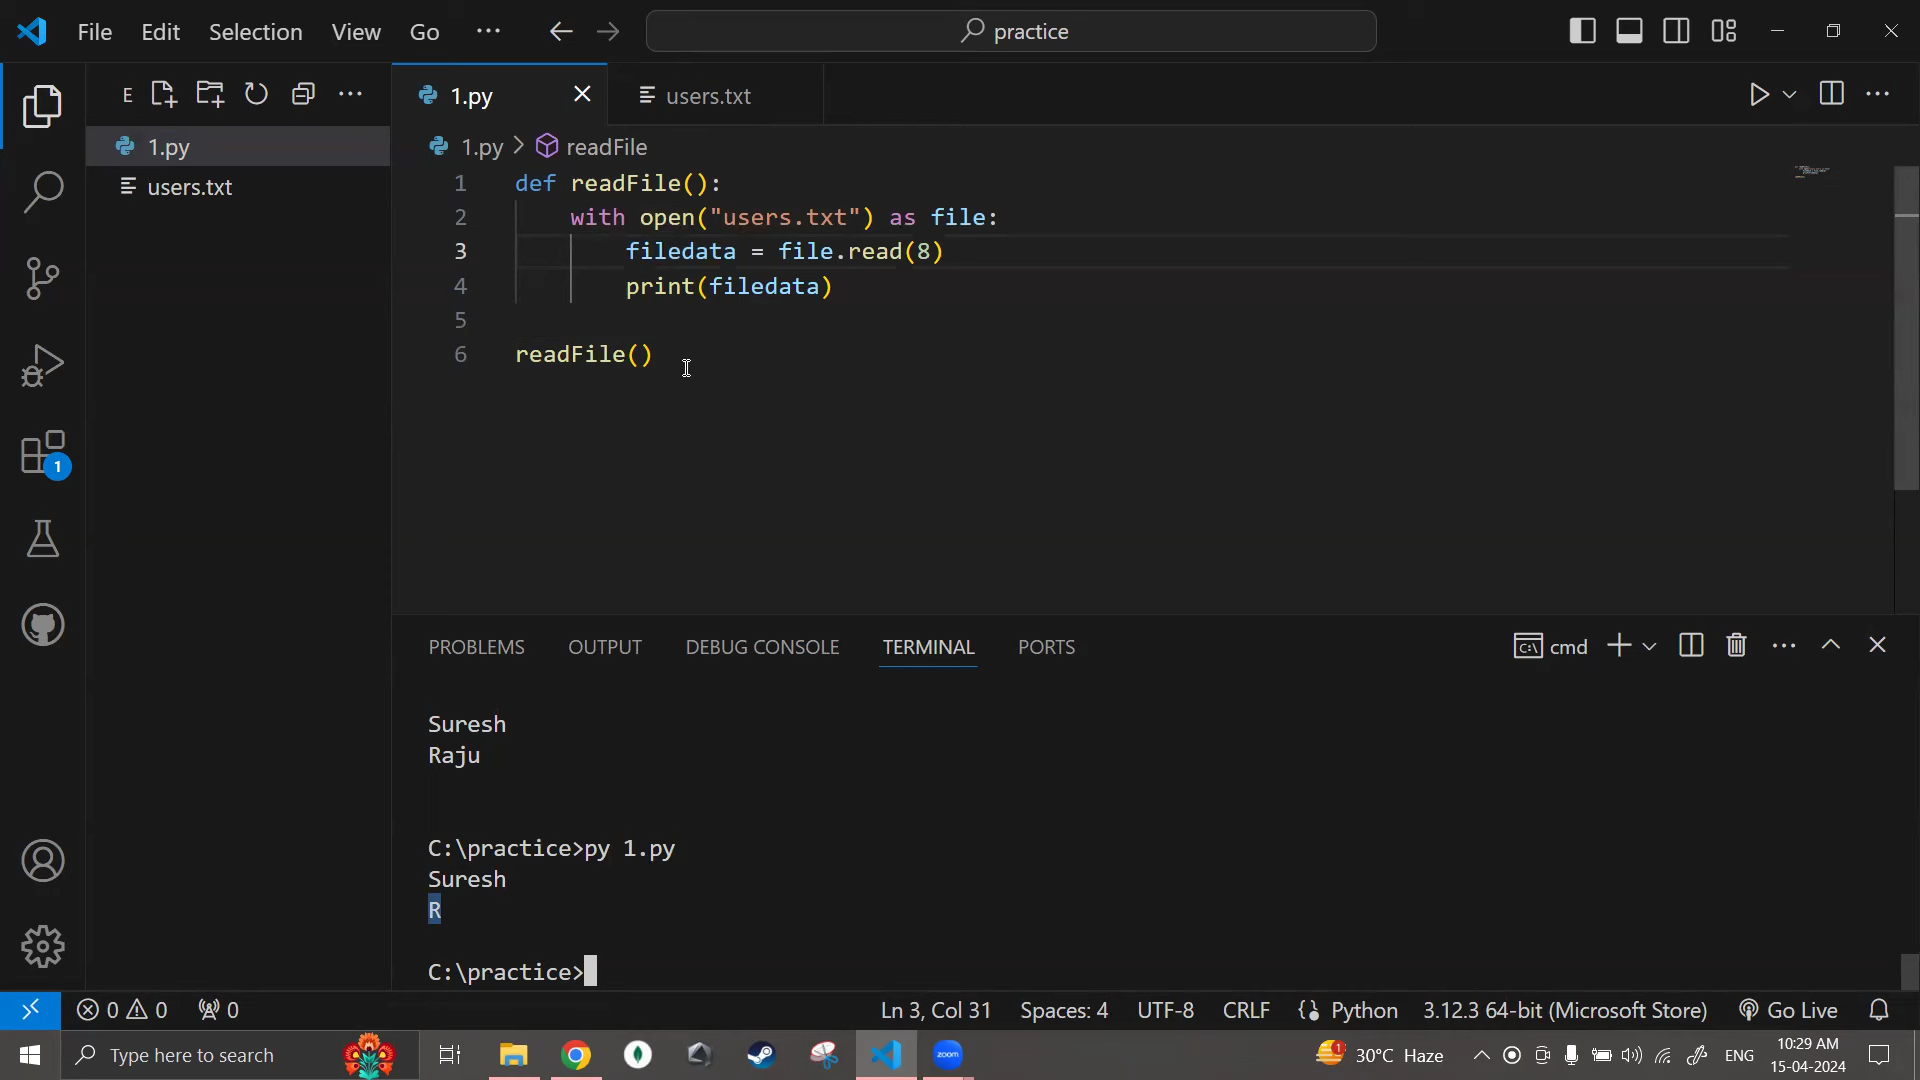 File Edit Selection View Go ··· practice
E
1.py
users.txt
1.py users.txt
1.py > readFile
1 def readFile():
2 with open("users.txt") as file:
3 filedata = file.read(8)
4 print(filedata)
5
6 readFile()
1
PROBLEMS OUTPUT DEBUG CONSOLE TERMINAL PORTS cmd
Suresh
Raju
C:\practice>py 1.py
Suresh
R
C:\practice>
0 0 0 Ln 3, Col 31 Spaces: 4 UTF-8 CRLF {} Python 3.12.3 64-bit (Microsoft Store) Go Live
Type here to search zoom 1 30°C Haze ENG 10:29 AM
15-04-2024